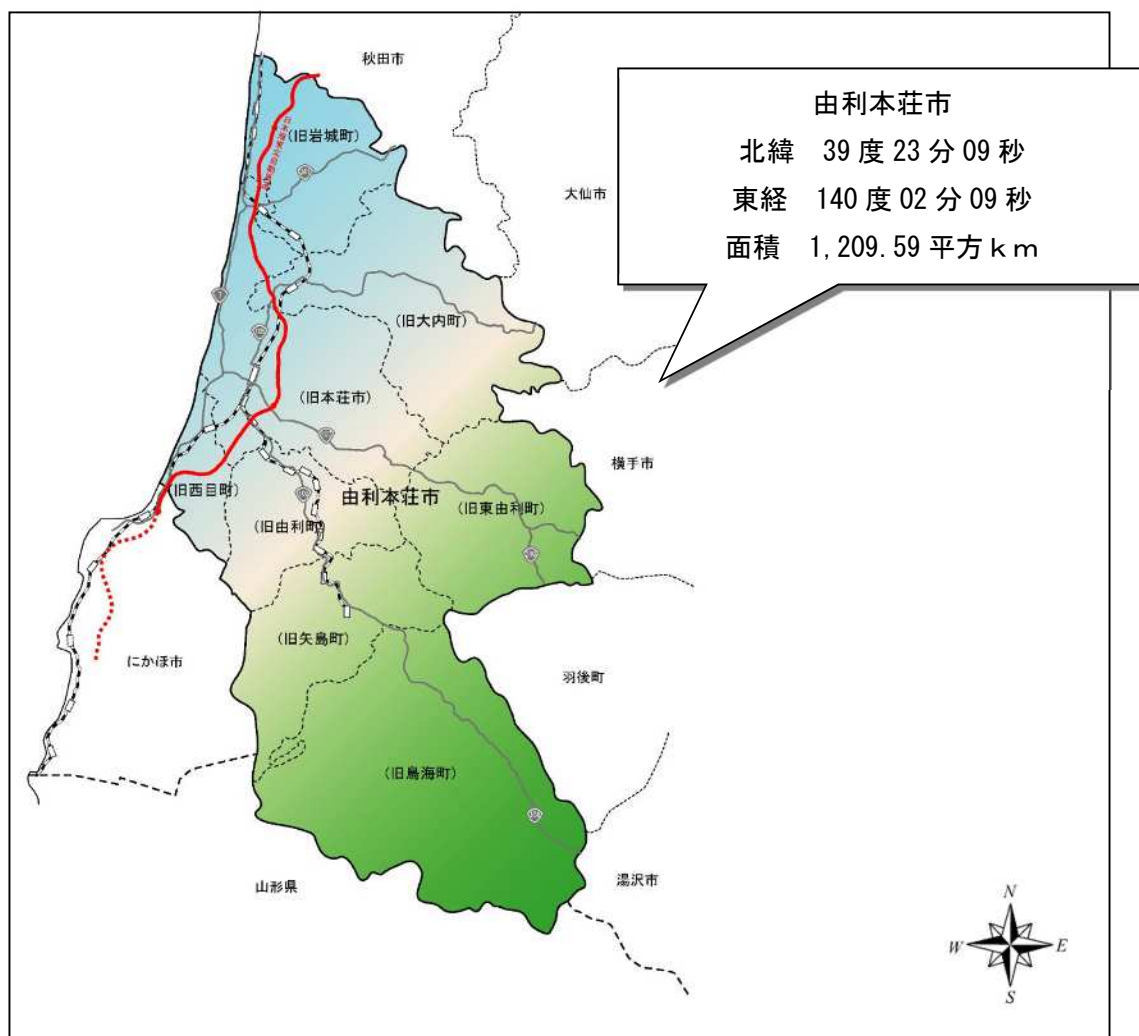 秋田市
由利本荘市
北緯 39 度 23 分 09 秒
東経 140 度 02 分 09 秒
面積 1,209.59 平方ｋｍ
(旧岩城町)
大仙市
(旧大内町)
(旧本荘市)
横手市
(旧西目町)
由利本荘市
(旧東由利町)
(旧由利町)
(旧矢島町)
にかほ市
羽後町
(旧鳥海町)
山形県
湯沢市
N
W
E
S